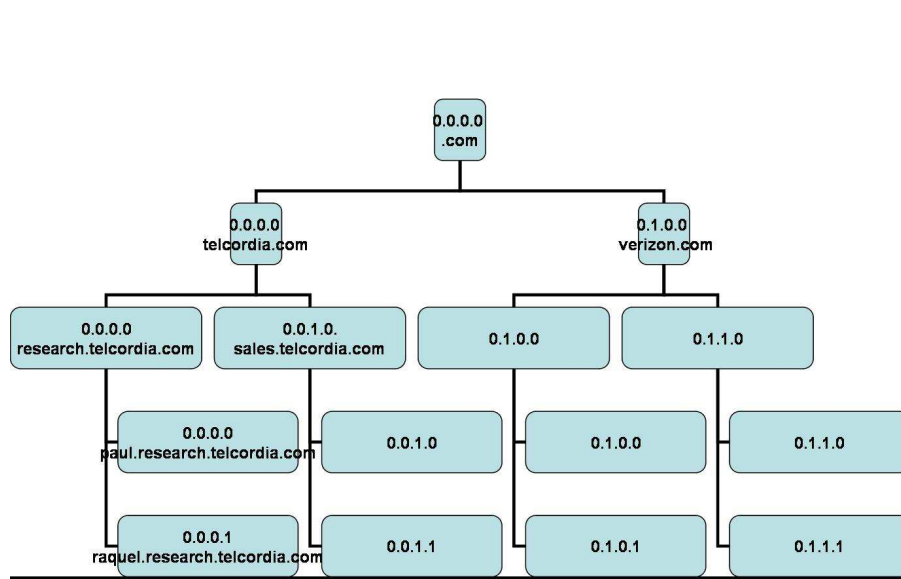 0.0.0.0
.com
0.0.0.0
telcordia.com
0.1.0.0
verizon.com
0.0.0.0
research.telcordia.com
0.0.1.0.
sales.telcordia.com
0.1.0.0
0.1.1.0
0.0.0.0
paul.research.telcordia.com
0.0.1.0
0.1.0.0
0.1.1.0
0.0.0.1
raquel.research.telcordia.com
0.0.1.1
0.1.0.1
0.1.1.1